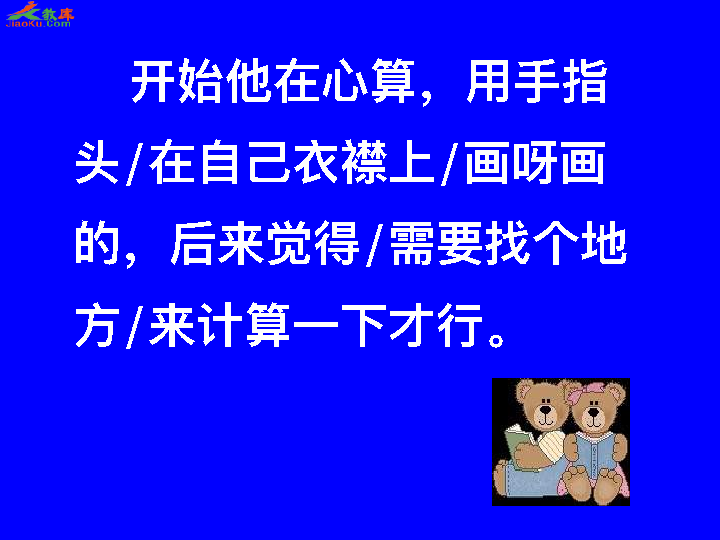 教库
JiaoKu.Com
开始他在心算，用手指
头/在自己衣襟上/画呀画
的，后来觉得/需要找个地
方/来计算一下才行。